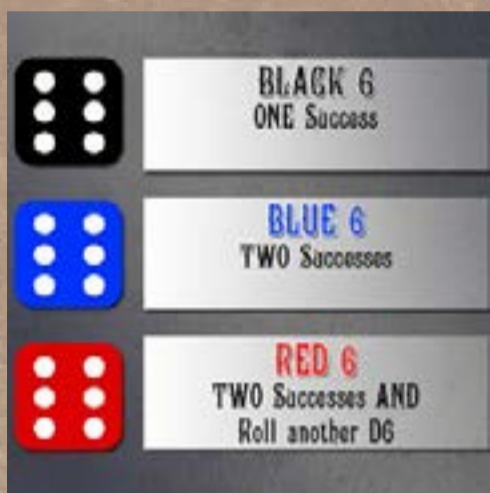 BLACK 6
ONE Success
BLUE 6
TWO Successes
RED 6
TWO Successes AND
Roll another D6